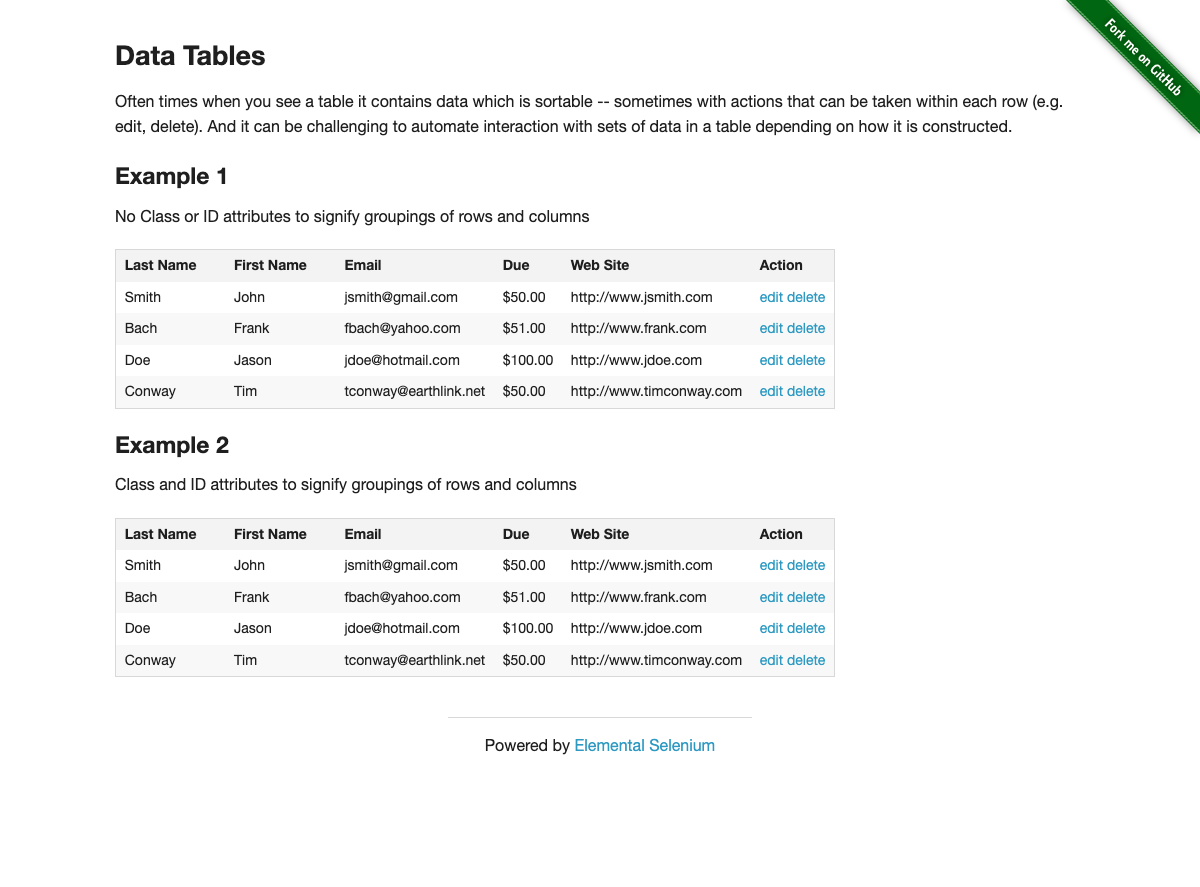 Fork me on GitHub
Data Tables
Often times when you see a table it contains data which is sortable -- sometimes with actions that can be taken within each row (e.g.
edit, delete). And it can be challenging to automate interaction with sets of data in a table depending on how it is constructed.
Example 1
No Class or ID attributes to signify groupings of rows and columns
Last Name First Name Email Due Web Site Action
Smith John jsmith@gmail.com $50.00 http://www.jsmith.com edit delete
Bach Frank fbach@yahoo.com $51.00 http://www.frank.com edit delete
Doe Jason jdoe@hotmail.com $100.00 http://www.jdoe.com edit delete
Conway Tim tconway@earthlink.net $50.00 http://www.timconway.com edit delete
Example 2
Class and ID attributes to signify groupings of rows and columns
Last Name First Name Email Due Web Site Action
Smith John jsmith@gmail.com $50.00 http://www.jsmith.com edit delete
Bach Frank fbach@yahoo.com $51.00 http://www.frank.com edit delete
Doe Jason jdoe@hotmail.com $100.00 http://www.jdoe.com edit delete
Conway Tim tconway@earthlink.net $50.00 http://www.timconway.com edit delete
Powered by Elemental Selenium